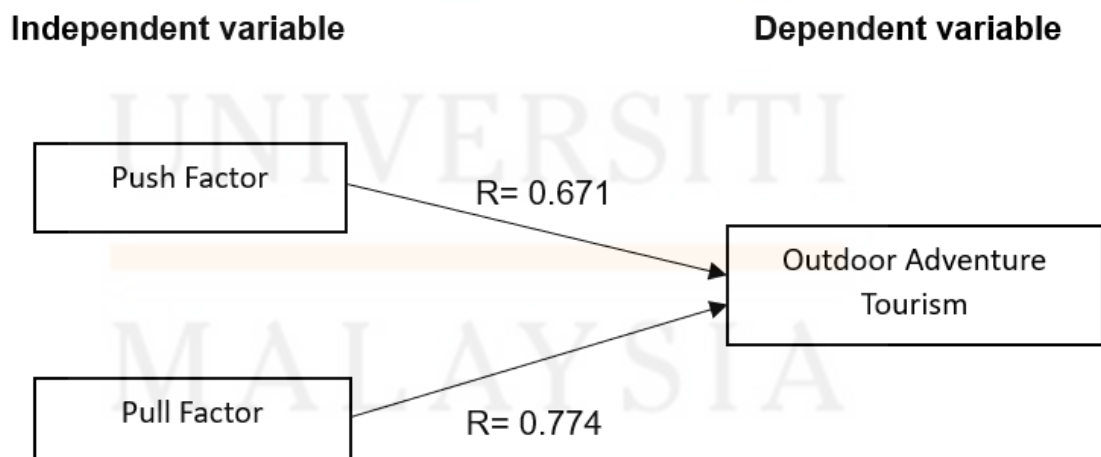 Independent variable
Dependent variable
UNIVERSITI
Push Factor
R= 0.671
Outdoor Adventure
Tourism
MALAYSIA
Pull Factor
R= 0.774